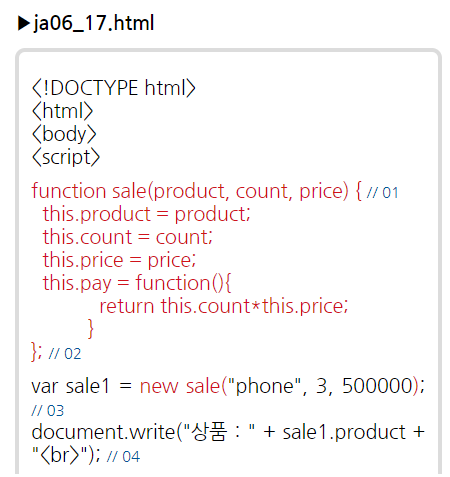 ▶ja06_17.html
<!DOCTYPE html>
<html>
<body>
<script>
function sale(product, count, price) { // 01
this.product = product;
this.count = count;
this.price = price;
this.pay = function(){
return this.count*this.price;
}
}; // 02
var sale1 = new sale("phone", 3, 500000);
// 03
document.write("상품 : " + sale1.product +
"<br>"); // 04